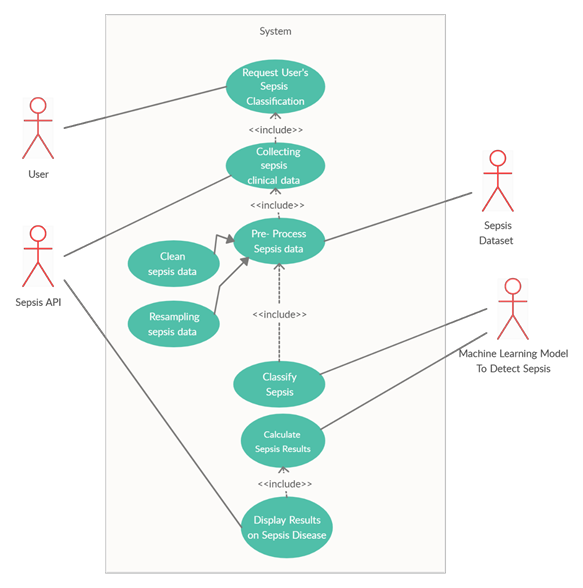 System
Request User's
Sepsis
Classification
<<include>>
User
Collecting
sepsis
clinical data
<<include>>
Pre- Process
Sepsis data
Sepsis
Dataset
Clean
sepsis data
Sepsis API
Resampling
sepsis data
<<include>>
Machine Learning Model
To Detect Sepsis
Classify
Sepsis
Calculate
Sepsis Results
<<include>>
Display Results
on Sepsis Disease